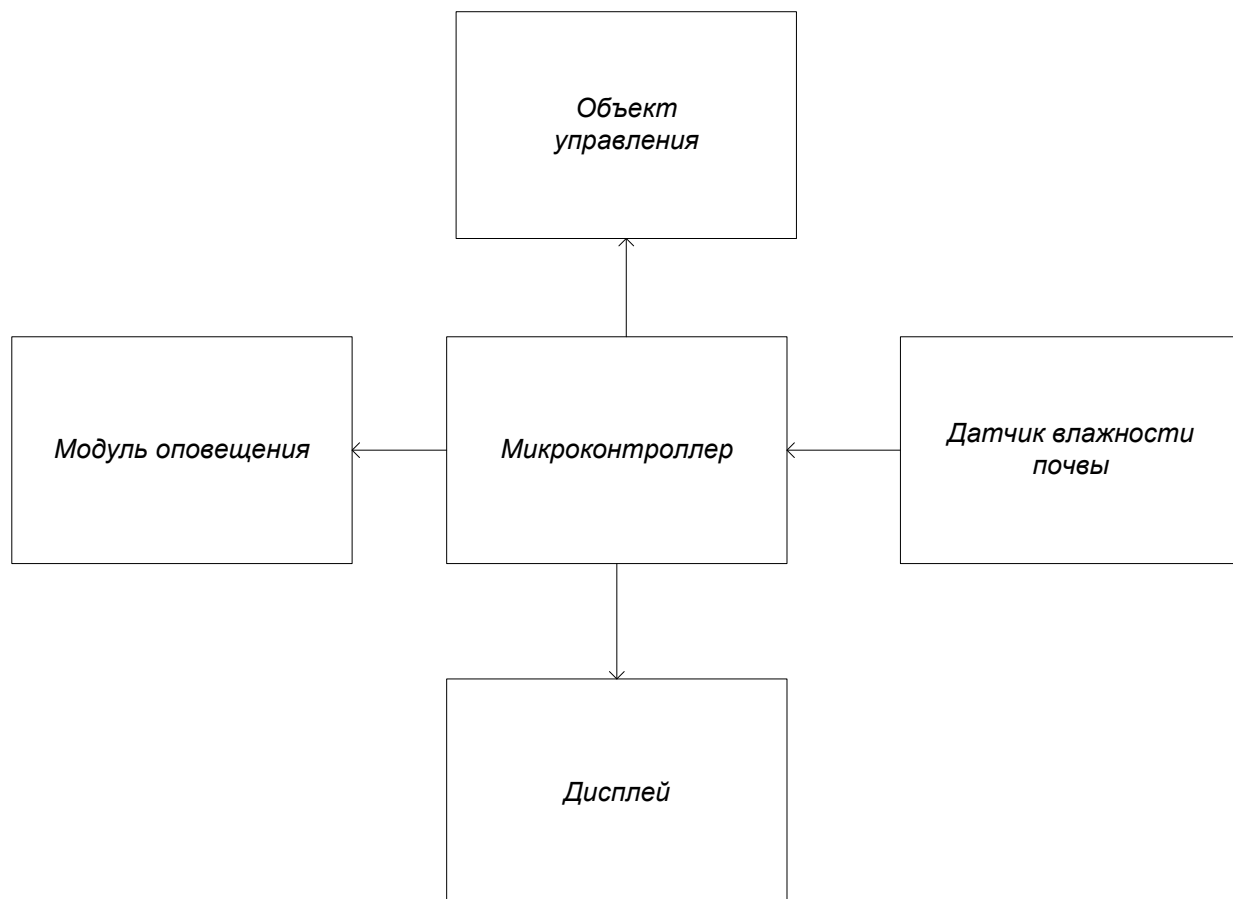 Объект
управления
Модуль оповещения
Микроконтроллер
Датчик влажности
почвы
Дисплей